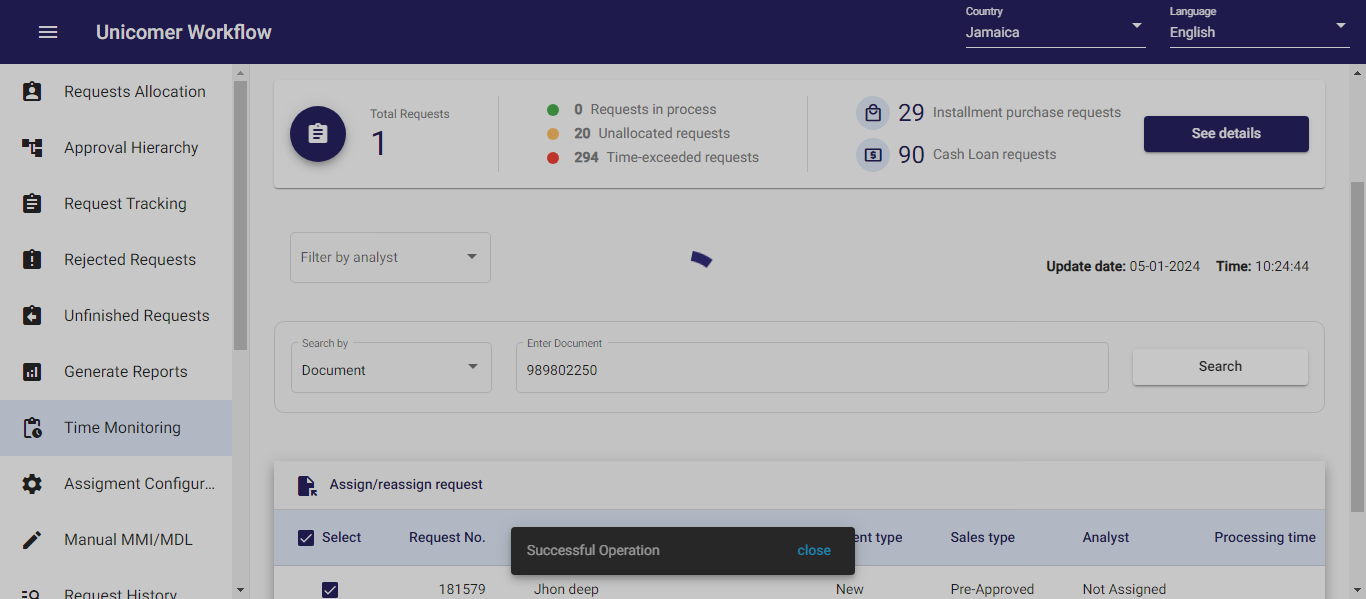 Unicomer Workflow
Country
Jamaica
Language
English
Requests Allocation
Approval Hierarchy
Request Tracking
Rejected Requests
Unfinished Requests
Generate Reports
Time Monitoring
Assigment Configur...
Manual MMI/MDL
Request History
Total Requests
1
0 Requests in process
20 Unallocated requests
294 Time-exceeded requests
29 Installment purchase requests
90 Cash Loan requests
See details
Filter by analyst
Update date: 05-01-2024 Time: 10:24:44
Search by
Document
Enter Document
989802250
Search
Assign/reassign request
Select Request No. ent type Sales type Analyst Processing time
Successful Operation close
181579 Jhon deep New Pre-Approved Not Assigned